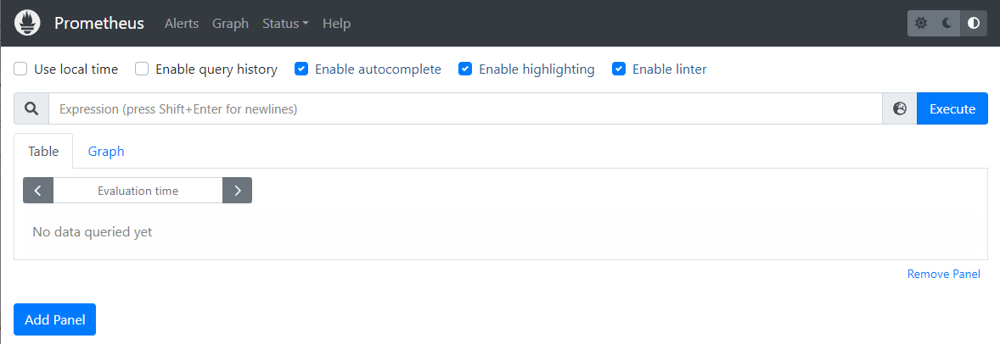 Prometheus Alerts Graph Status Help
Use local time Enable query history Enable autocomplete Enable highlighting Enable linter
Expression (press Shift+Enter for newlines) Execute
Table Graph
Evaluation time
No data queried yet
Remove Panel
Add Panel